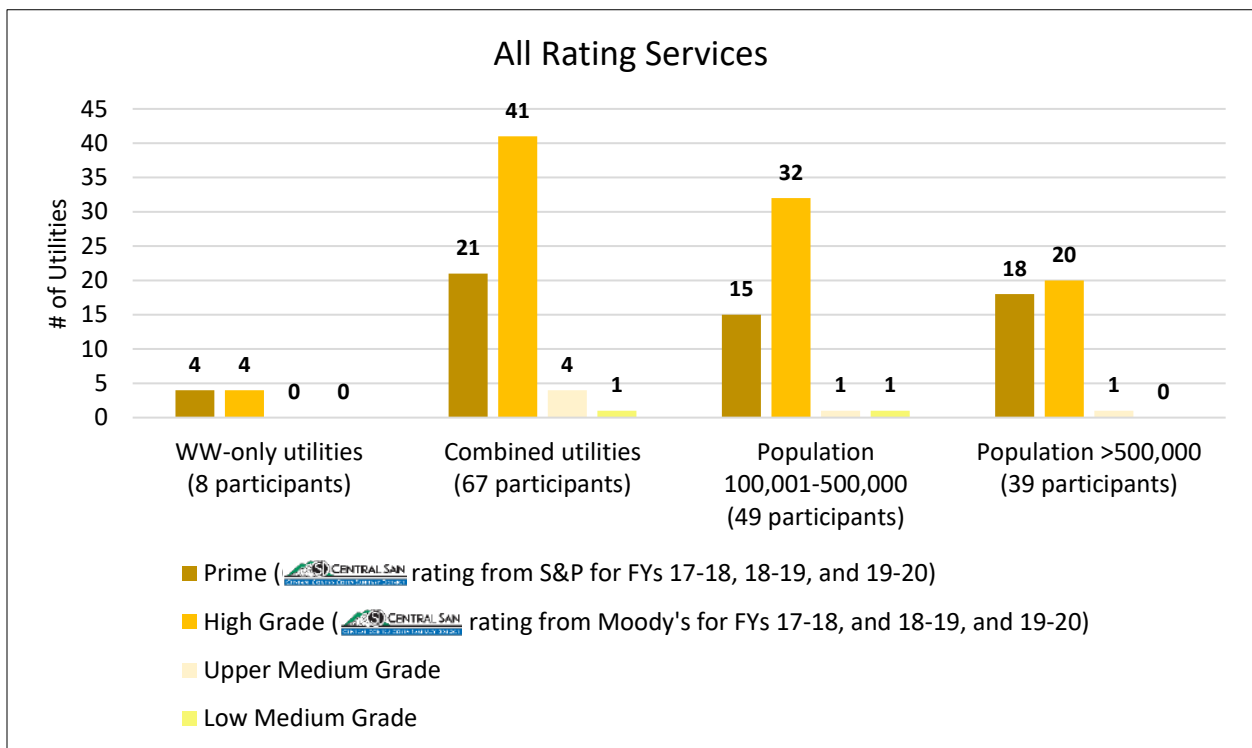 All Rating Services
# of Utilities
45
40
35
30
25
20
15
10
5
0
4
4
0
0
21
41
4
1
15
32
1
1
18
20
1
0
WW-only utilities
(8 participants)
Combined utilities
(67 participants)
Population
100,001-500,000
(49 participants)
Population >500,000
(39 participants)
Prime ( CENTRAL SAN rating from S&P for FYs 17-18, 18-19, and 19-20)
High Grade ( CENTRAL SAN rating from Moody's for FYs 17-18, and 18-19, and 19-20)
Upper Medium Grade
Low Medium Grade